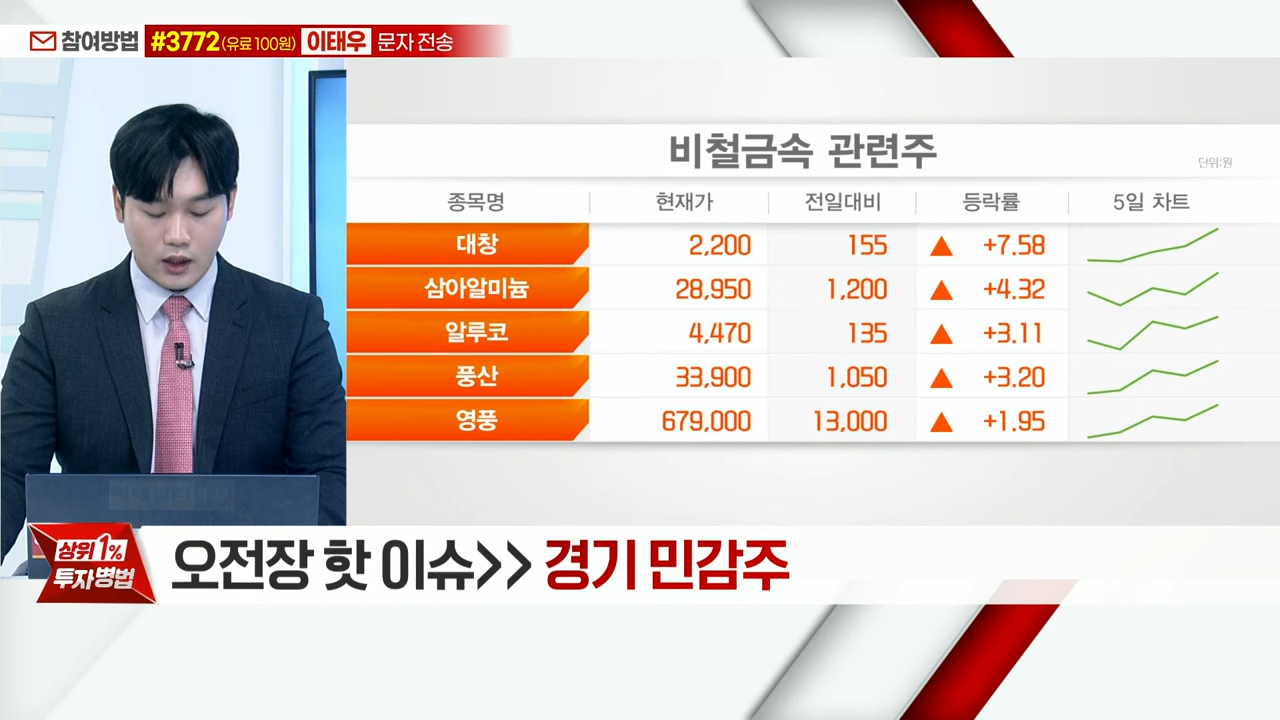 참여방법 #3772(유료 100원) 이태우 문자 전송
비철금속 관련주
단위:원
종목명 현재가 전일대비 등락률 5일 차트
대창 2,200 155 ▲ +7.58
삼아알미늄 28,950 1,200 ▲ +4.32
알루코 4,470 135 ▲ +3.11
풍산 33,900 1,050 ▲ +3.20
영풍 679,000 13,000 ▲ +1.95
상위 1%
투자병법
오전장 핫 이슈>> 경기 민감주